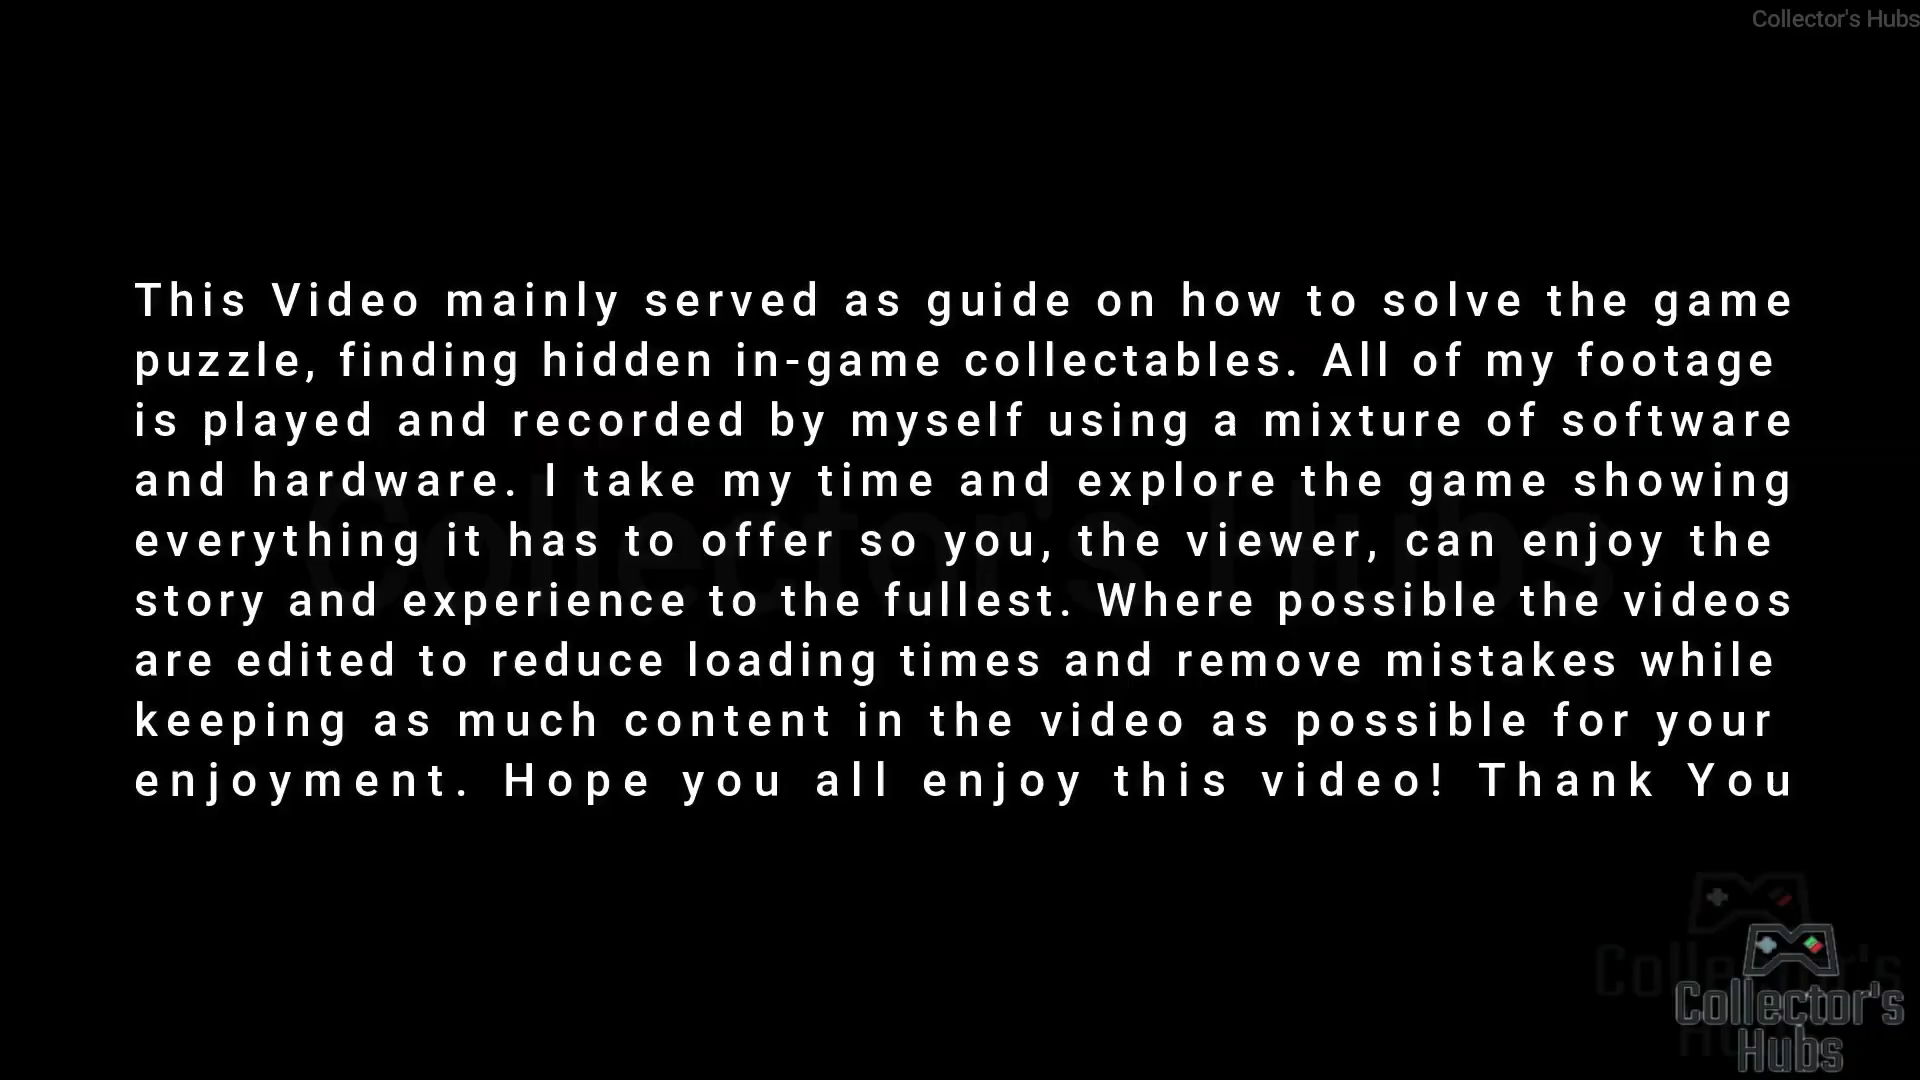 Collector's Hubs
This Video mainly served as guide on how to solve the game
puzzle, finding hidden in-game collectables. All of my footage
is played and recorded by myself using a mixture of software
and hardware. I take my time and explore the game showing
everything it has to offer so you, the viewer, can enjoy the
story and experience to the fullest. Where possible the videos
are edited to reduce loading times and remove mistakes while
keeping as much content in the video as possible for your
enjoyment. Hope you all enjoy this video! Thank You
Collector's Hubs
Collector's
Hubs
Collector's
Hubs